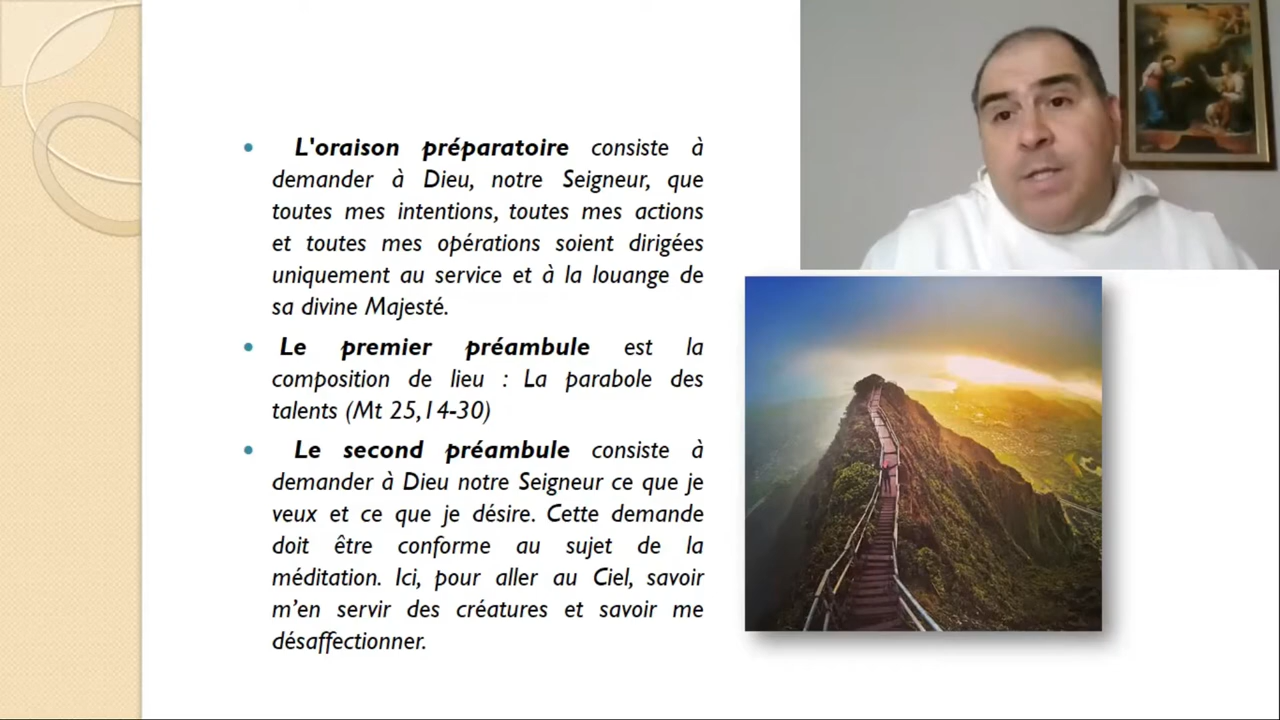 L'oraison préparatoire consiste à
demander à Dieu, notre Seigneur, que
toutes mes intentions, toutes mes actions
et toutes mes opérations soient dirigées
uniquement au service et à la louange de
sa divine Majesté.
Le premier préambule est la
composition de lieu : La parabole des
talents (Mt 25,14-30)
Le second préambule consiste à
demander à Dieu notre Seigneur ce que je
veux et ce que je désire. Cette demande
doit être conforme au sujet de la
méditation. Ici, pour aller au Ciel, savoir
m'en servir des créatures et savoir me
désaffectionner.